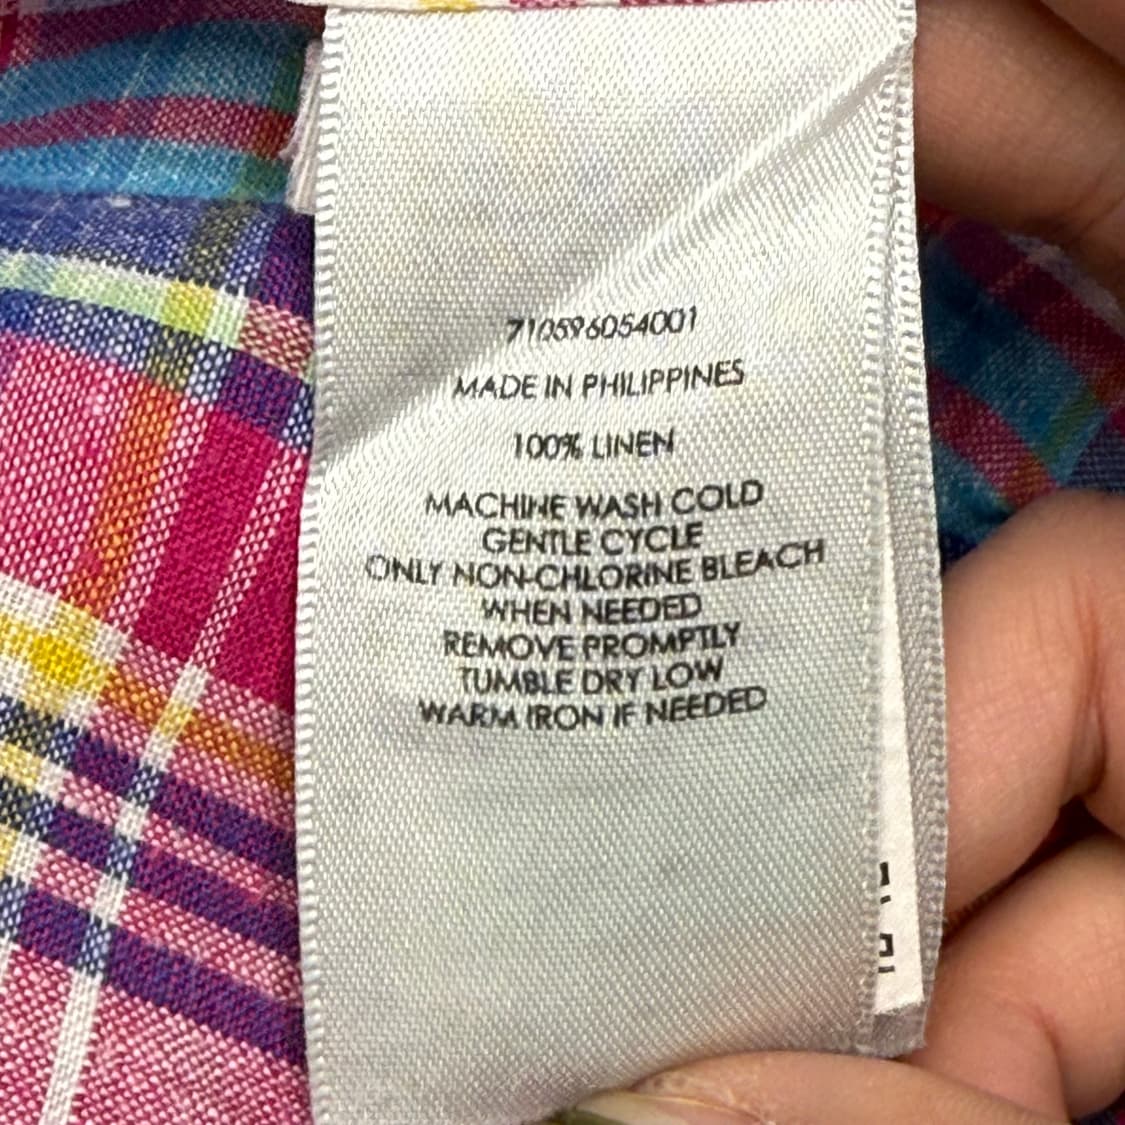 710596054001
MADE IN PHILIPPINES
100% LINEN
MACHINE WASH COLD
GENTLE CYCLE
ONLY NON-CHLORINE BLEACH
WHEN NEEDED
REMOVE PROMPTLY
TUMBLE DRY LOW
WARM IRON IF NEEDED